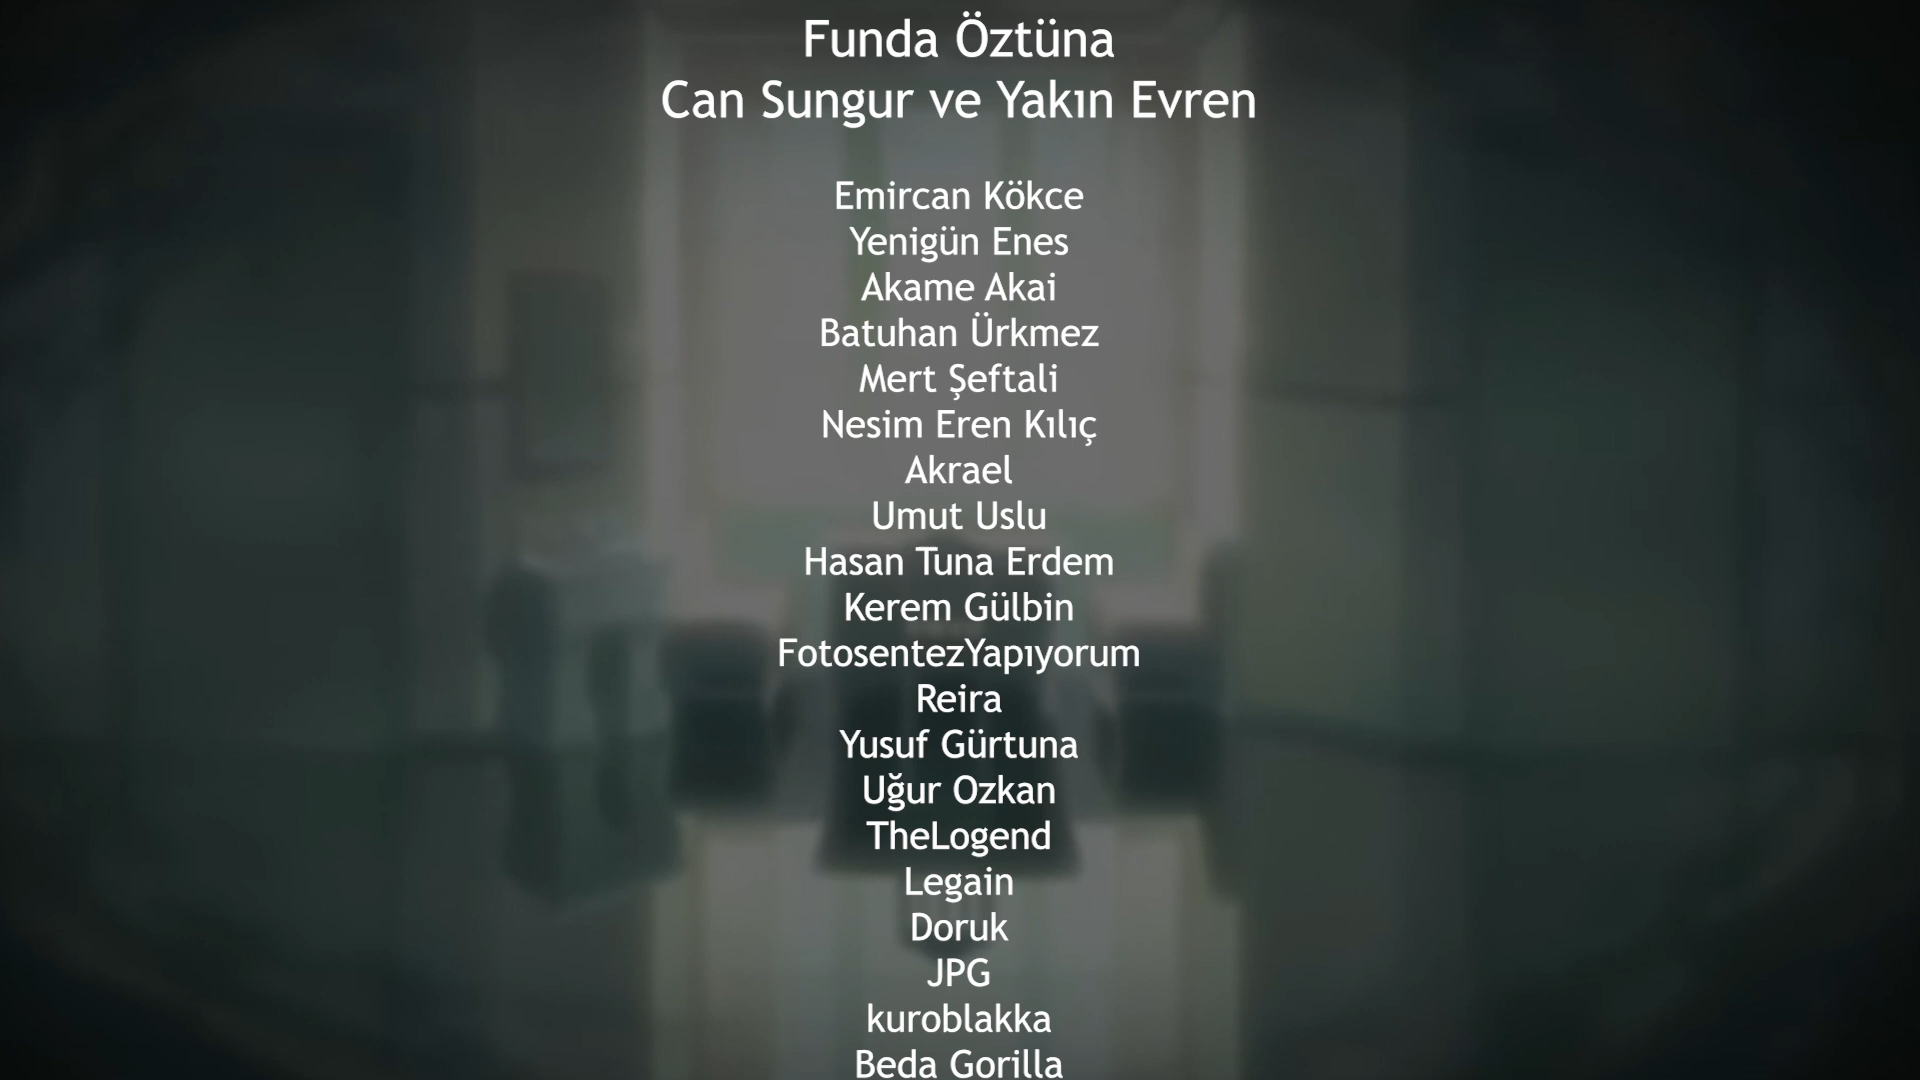 Funda Öztüna
Can Sungur ve Yakın Evren
Emircan Kökce
Yenigün Enes
Akame Akai
Batuhan Ürkmez
Mert Şeftali
Nesim Eren Kılıç
Akrael
Umut Uslu
Hasan Tuna Erdem
Kerem Gülbin
FotosentezYapıyorum
Reira
Yusuf Gürtuna
Uğur Ozkan
TheLogend
Legain
Doruk
JPG
kuroblakka
Beda Gorilla